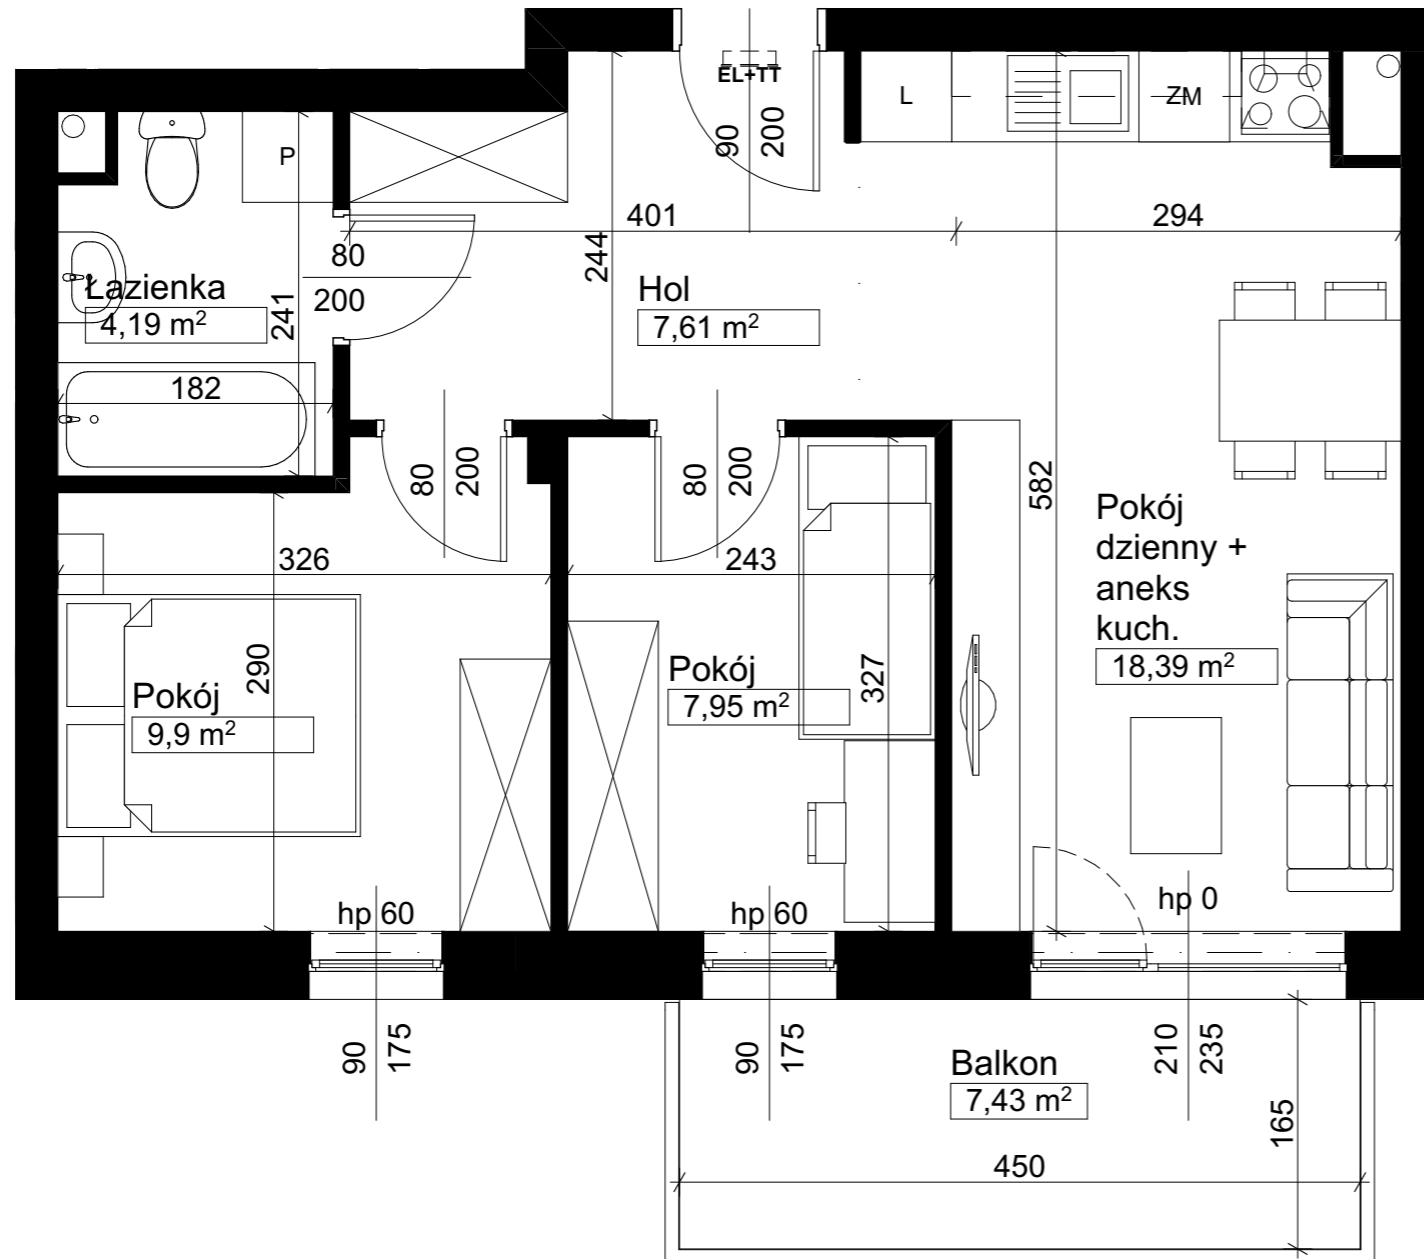 EL+TT
90
200
L
ZM
P
401
294
244
80
200
Łazienka
4,19 m²
241
Hol
7,61 m²
182
80
200
80
200
582
326
243
Pokój
dzienny +
aneks
kuch.
18,39 m²
290
Pokój
9,9 m²
Pokój
7,95 m²
327
hp 60
hp 60
hp 0
90
175
90
175
210
235
Balkon
7,43 m²
165
450